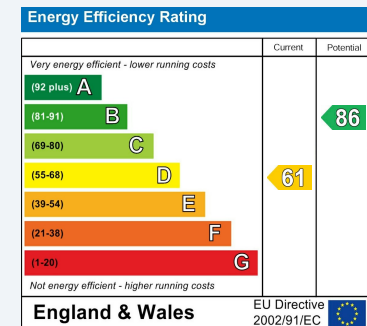 Energy Efficiency Rating
Current Potential
Very energy efficient - lower running costs
(92 plus) A
(81-91) B
86
(69-80) C
(55-68) D
61
(39-54) E
(21-38) F
(1-20) G
Not energy efficient - higher running costs
England & Wales
EU Directive
2002/91/EC